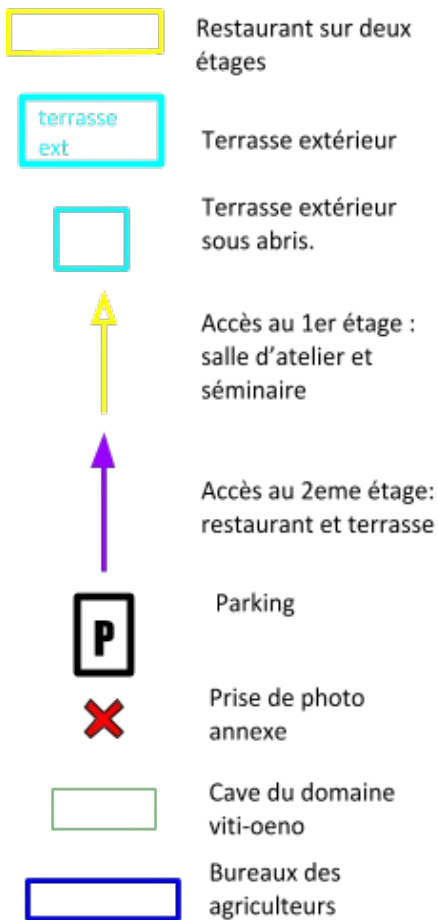 Restaurant sur deux
étages
terrasse
ext
Terrasse extérieur
Terrasse extérieur
sous abris.
Accès au 1er étage :
salle d'atelier et
séminaire
Accès au 2eme étage:
restaurant et terrasse
P
Parking
Prise de photo
annexe
Cave du domaine
viti-oeno
Bureaux des
agriculteurs